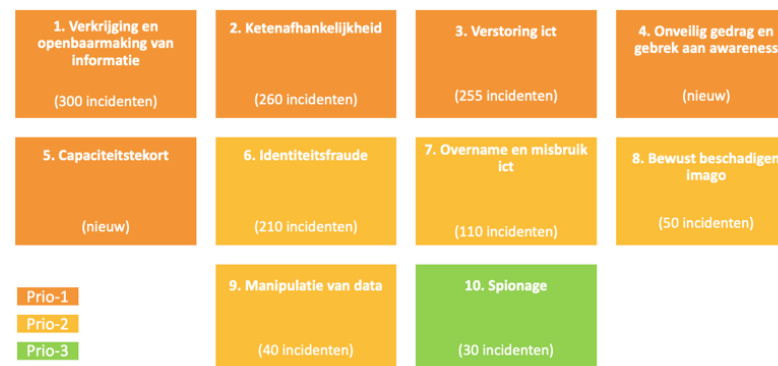 1. Verkrijging en
openbaarmaking van
informatie
(300 incidenten)
2. Ketenafhankelijkheid
(260 incidenten)
3. Verstoring ict
(255 incidenten)
4. Onveilig gedrag en
gebrek aan awareness
(nieuw)
5. Capaciteitstekort
(nieuw)
6. Identiteitsfraude
(210 incidenten)
7. Overname en misbruik
ict
(110 incidenten)
8. Bewust beschadigen
imago
(50 incidenten)
9. Manipulatie van data
(40 incidenten)
10. Spionage
(30 incidenten)
Prio-1
Prio-2
Prio-3